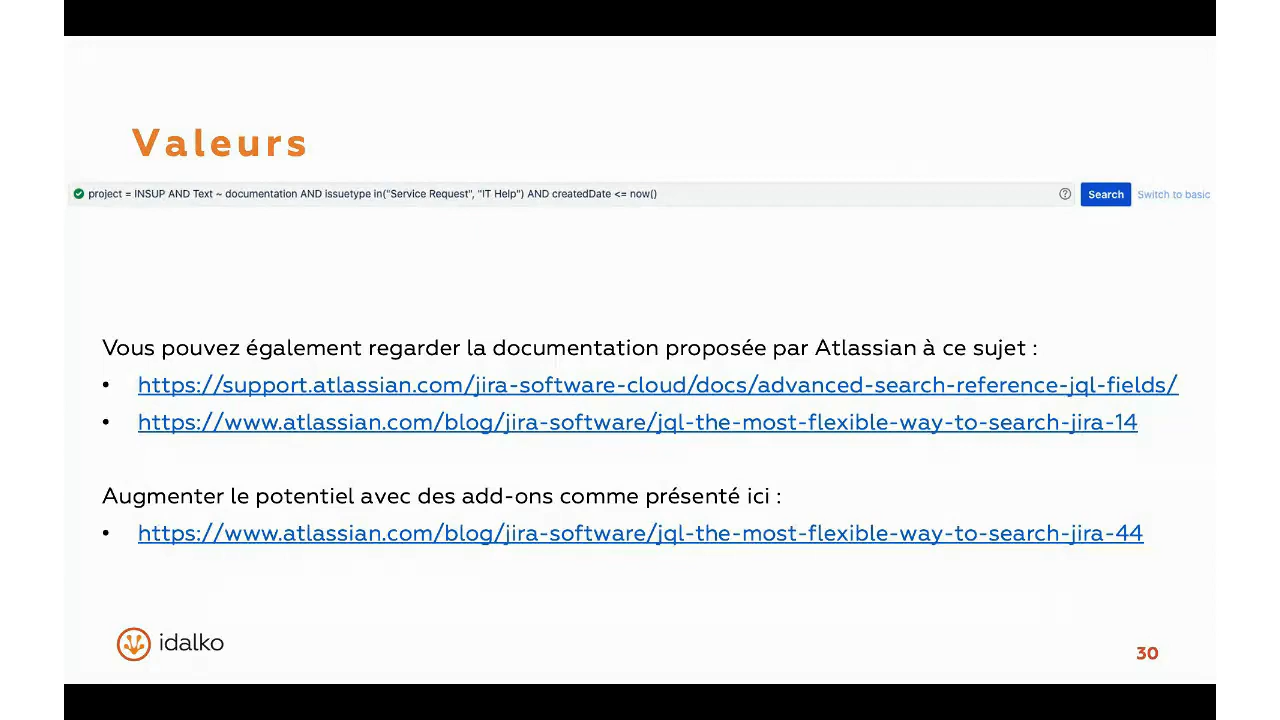 Valeurs
project = INSUP AND Text ~ documentation AND issuetype in("Service Request", "IT Help") AND createdDate <= now() Search Switch to basic
Vous pouvez également regarder la documentation proposée par Atlassian à ce sujet :
• https://support.atlassian.com/jira-software-cloud/docs/advanced-search-reference-jql-fields/
• https://www.atlassian.com/blog/jira-software/jql-the-most-flexible-way-to-search-jira-14
Augmenter le potentiel avec des add-ons comme présenté ici :
• https://www.atlassian.com/blog/jira-software/jql-the-most-flexible-way-to-search-jira-44
idalko
30